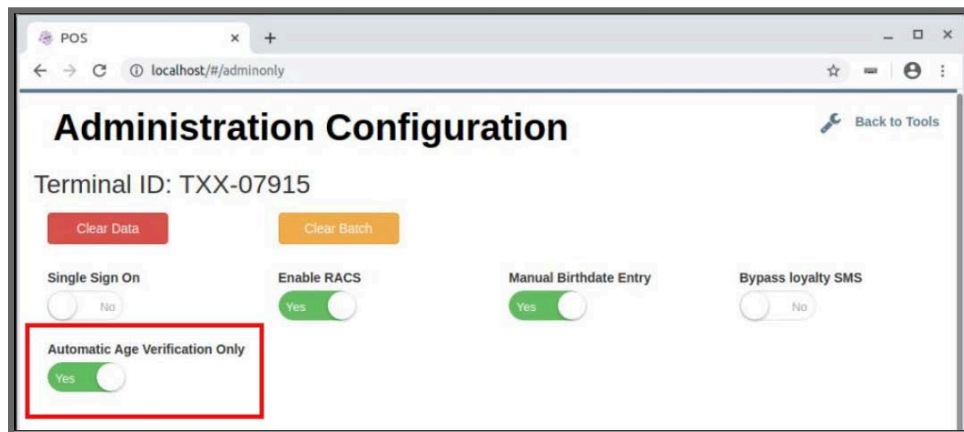 POS
localhost/#/adminonly
Administration Configuration
Back to Tools
Terminal ID: TXX-07915
Clear Data
Clear Batch
Single Sign On
Enable RACS
Manual Birthdate Entry
Bypass loyalty SMS
No
Yes
Yes
No
Automatic Age Verification Only
Yes